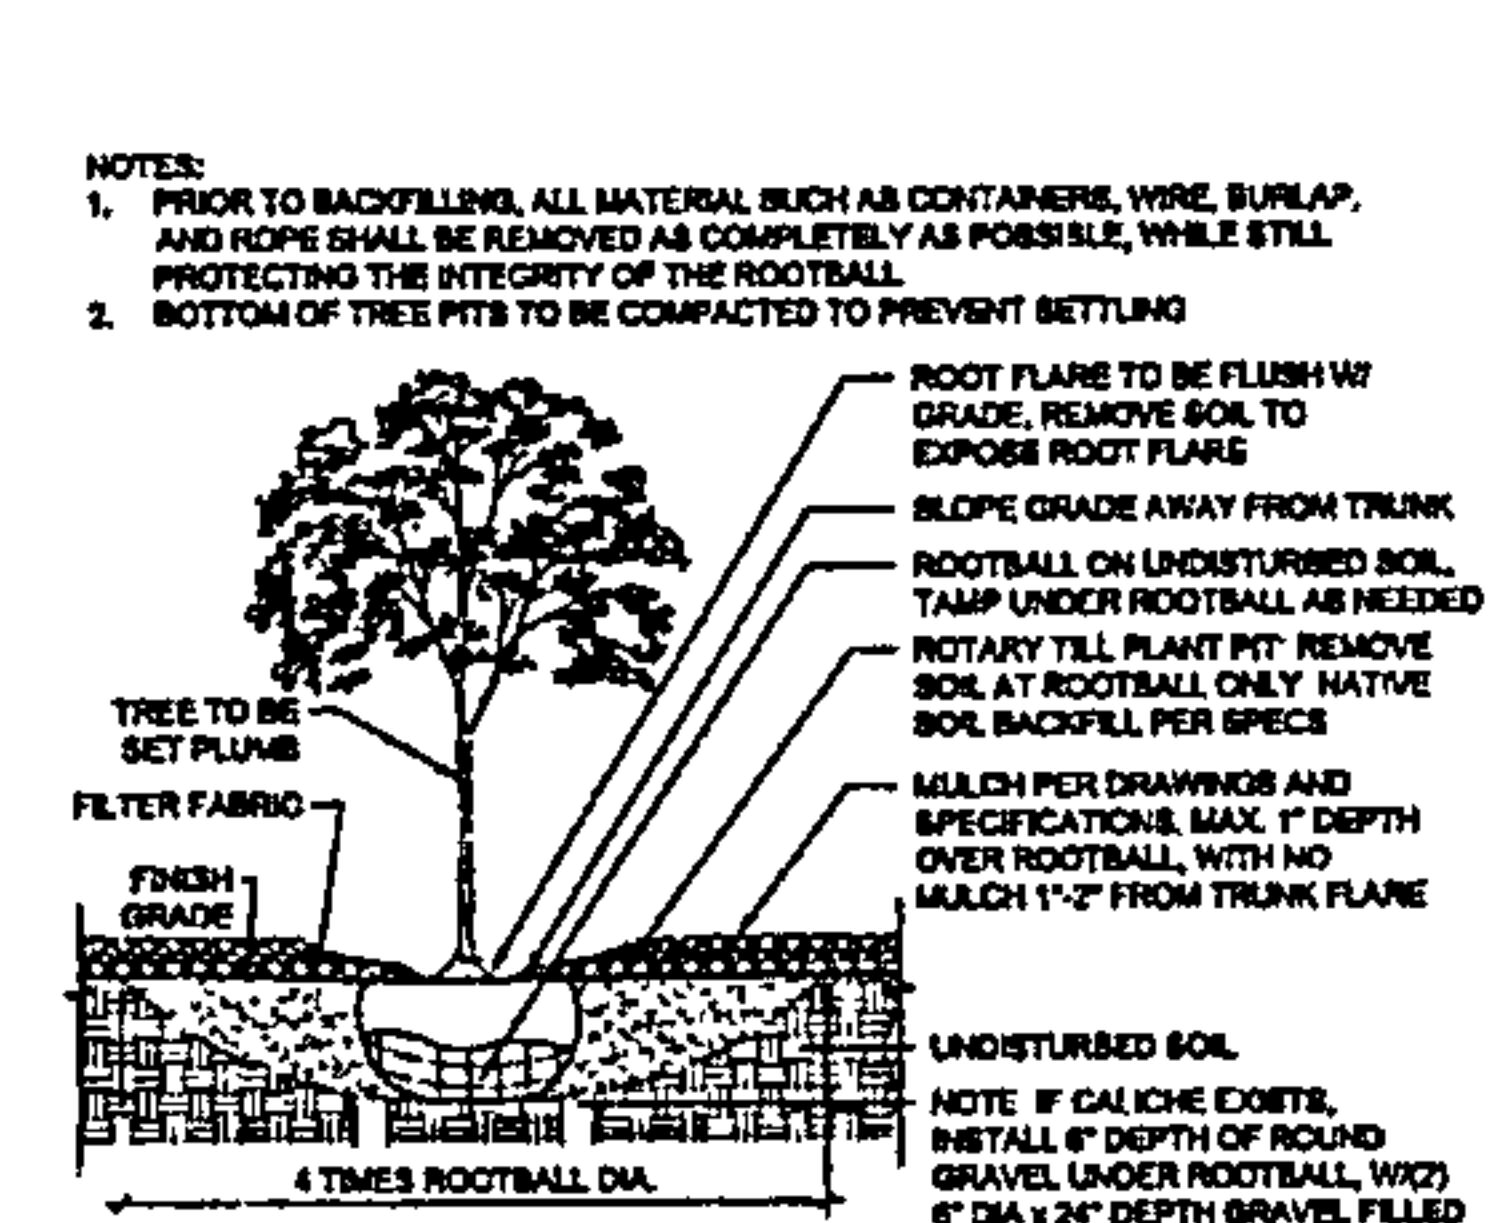 NOTES:
1. PRIOR TO BACKFILLING, ALL MATERIAL SUCH AS CONTAINERS, WIRE, BURLAP,
AND ROPE SHALL BE REMOVED AS COMPLETELY AS POSSIBLE, WHILE STILL
PROTECTING THE INTEGRITY OF THE ROOTBALL
2. BOTTOM OF TREE PITS TO BE COMPACTED TO PREVENT SETTLING
ROOT FLARE TO BE FLUSH W/
GRADE, REMOVE SOIL TO
EXPOSE ROOT FLARE
SLOPE GRADE AWAY FROM TRUNK
ROOTBALL ON UNDISTURBED SOIL,
TAMP UNDER ROOTBALL AS NEEDED
ROTARY TILL PLANT PIT REMOVE
SOIL AT ROOTBALL ONLY NATIVE
SOIL BACKFILL PER SPECS
TREE TO BE
SET PLUMB
FILTER FABRIC
FINISH
GRADE
MULCH PER DRAWINGS AND
SPECIFICATIONS, MAX. 1" DEPTH
OVER ROOTBALL, WITH NO
MULCH 1"-2" FROM TRUNK FLARE
UNDISTURBED SOIL
NOTE IF CALICHE EXISTS,
INSTALL 6" DEPTH OF ROUND
GRAVEL UNDER ROOTBALL, W/(2)
6" DIA x 24" DEPTH GRAVEL FILLED
4 TIMES ROOTBALL DIA.